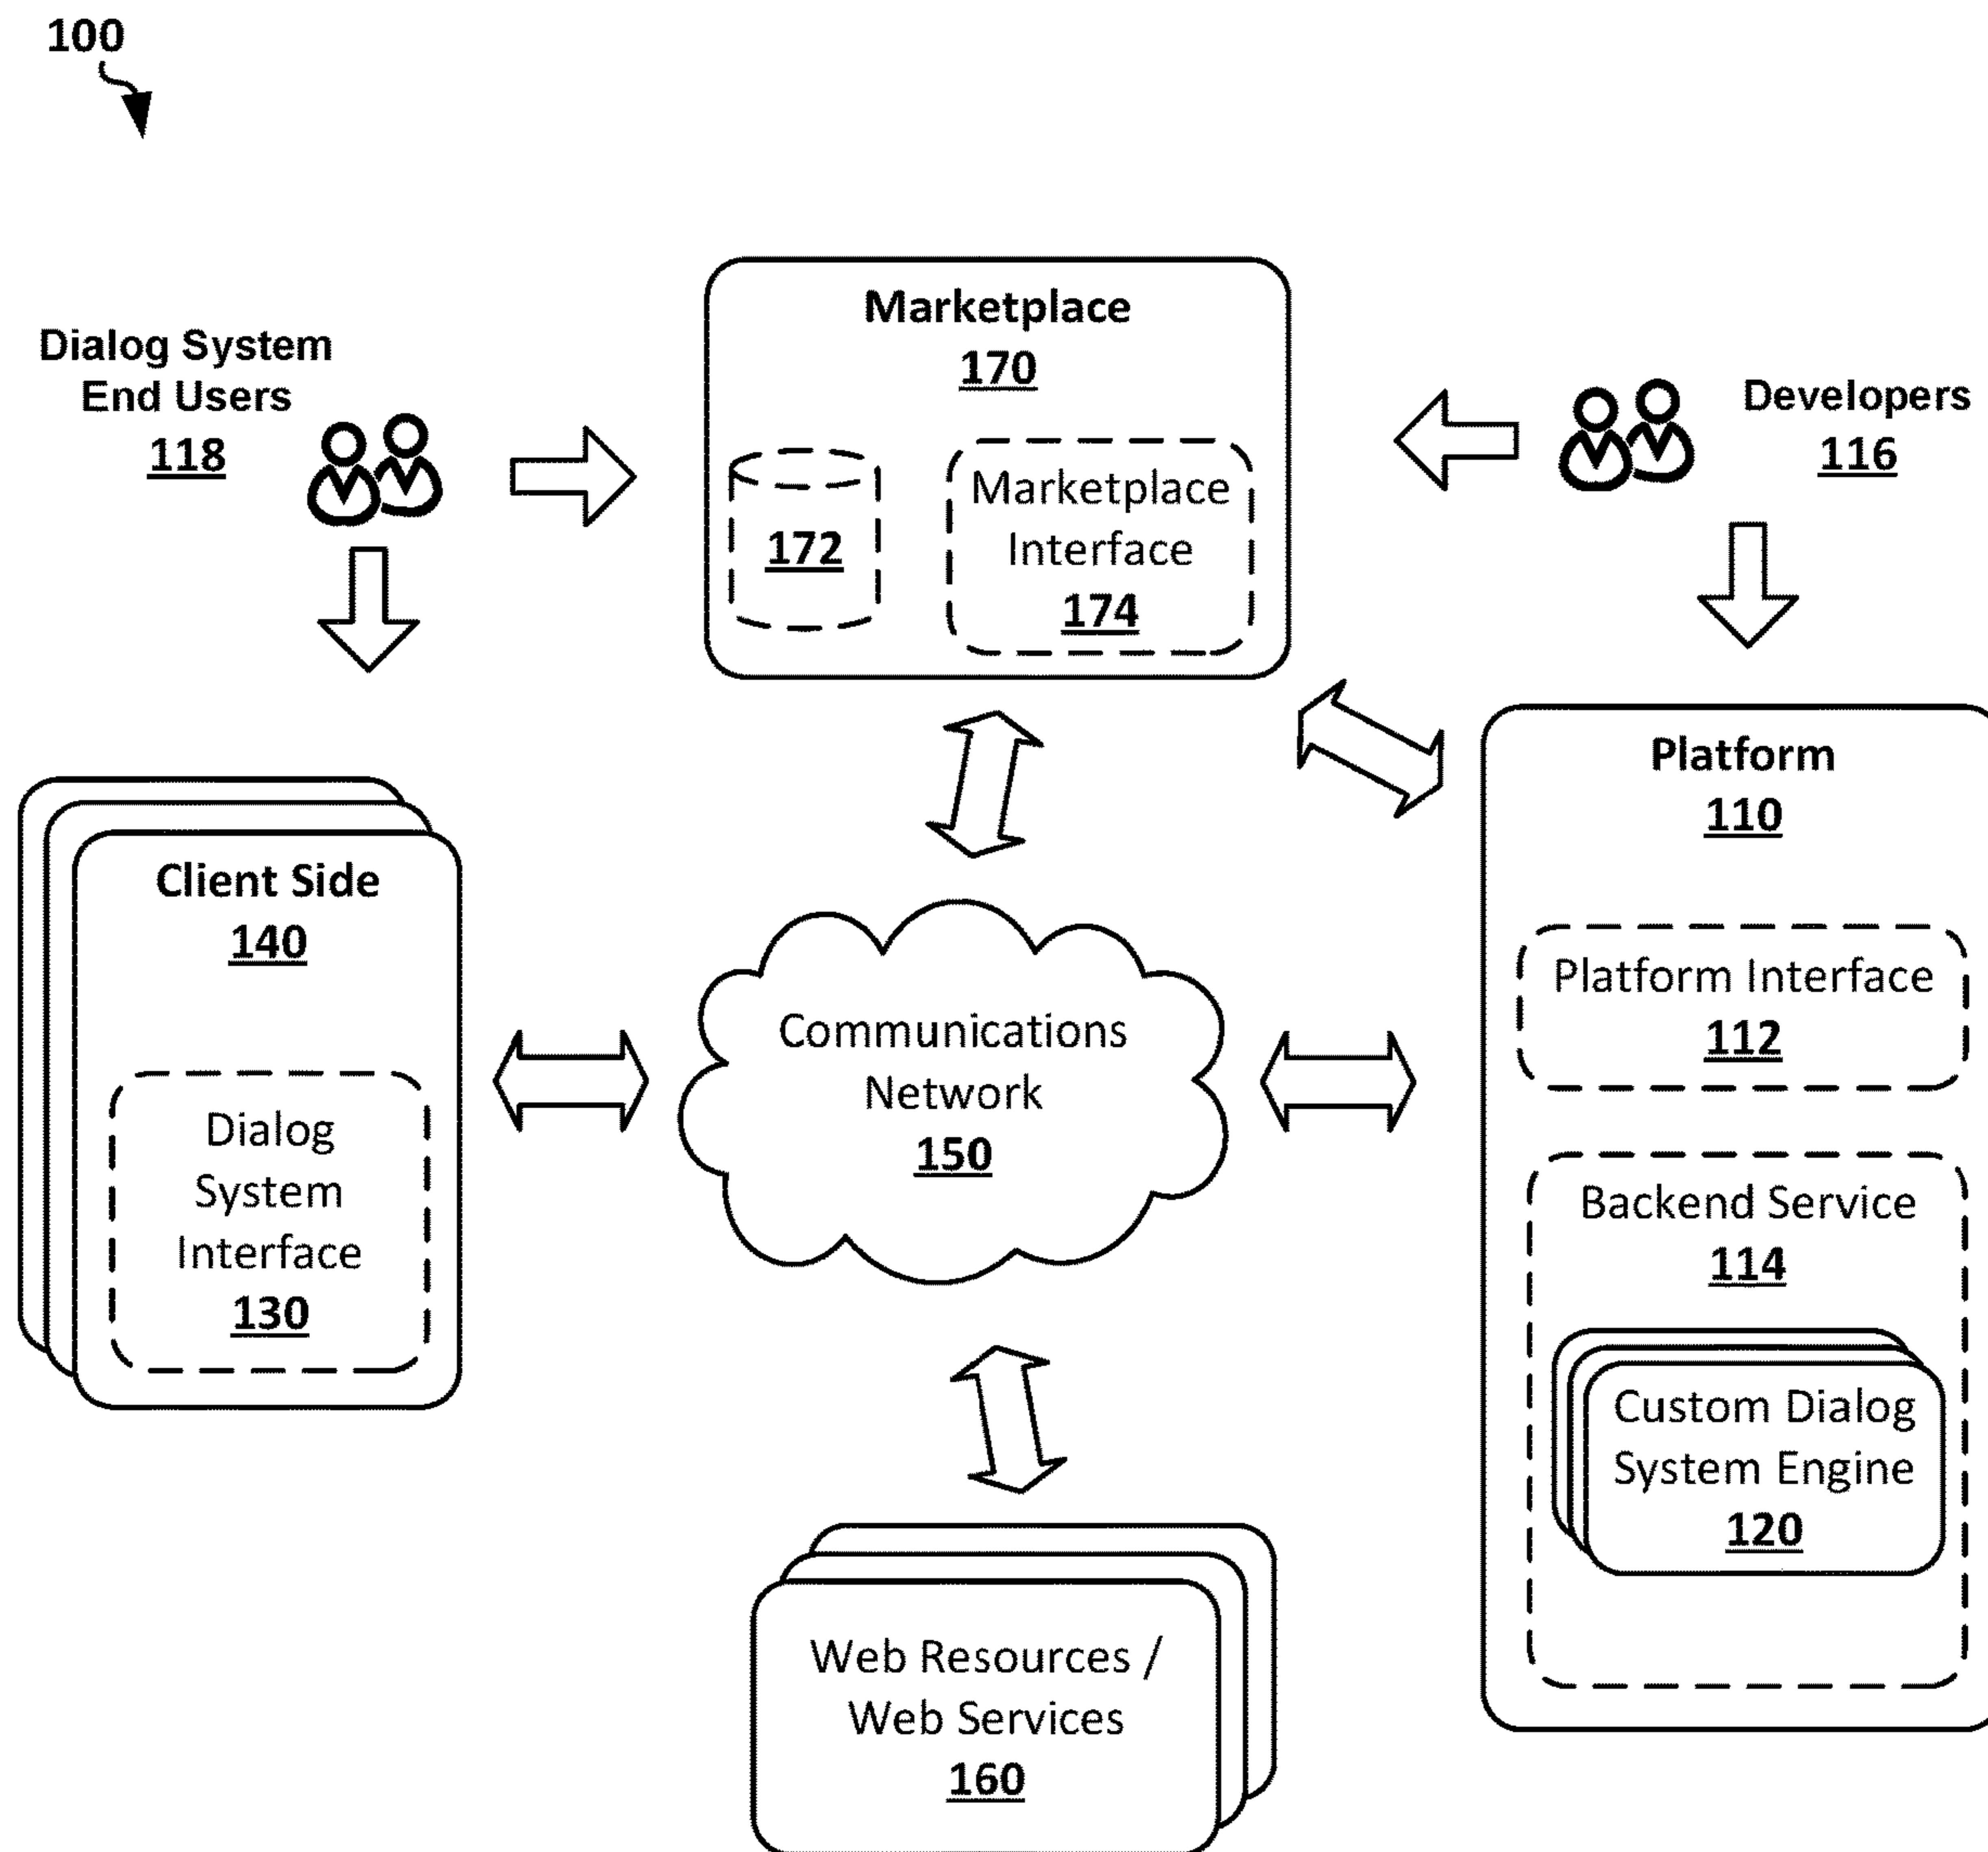 100
Marketplace
170
172
Marketplace
Interface
174
Dialog System
End Users
118
Developers
116
Client Side
140
Dialog
System
Interface
130
Communications
Network
150
Platform
110
Platform Interface
112
Backend Service
114
Custom Dialog
System Engine
120
Web Resources /
Web Services
160